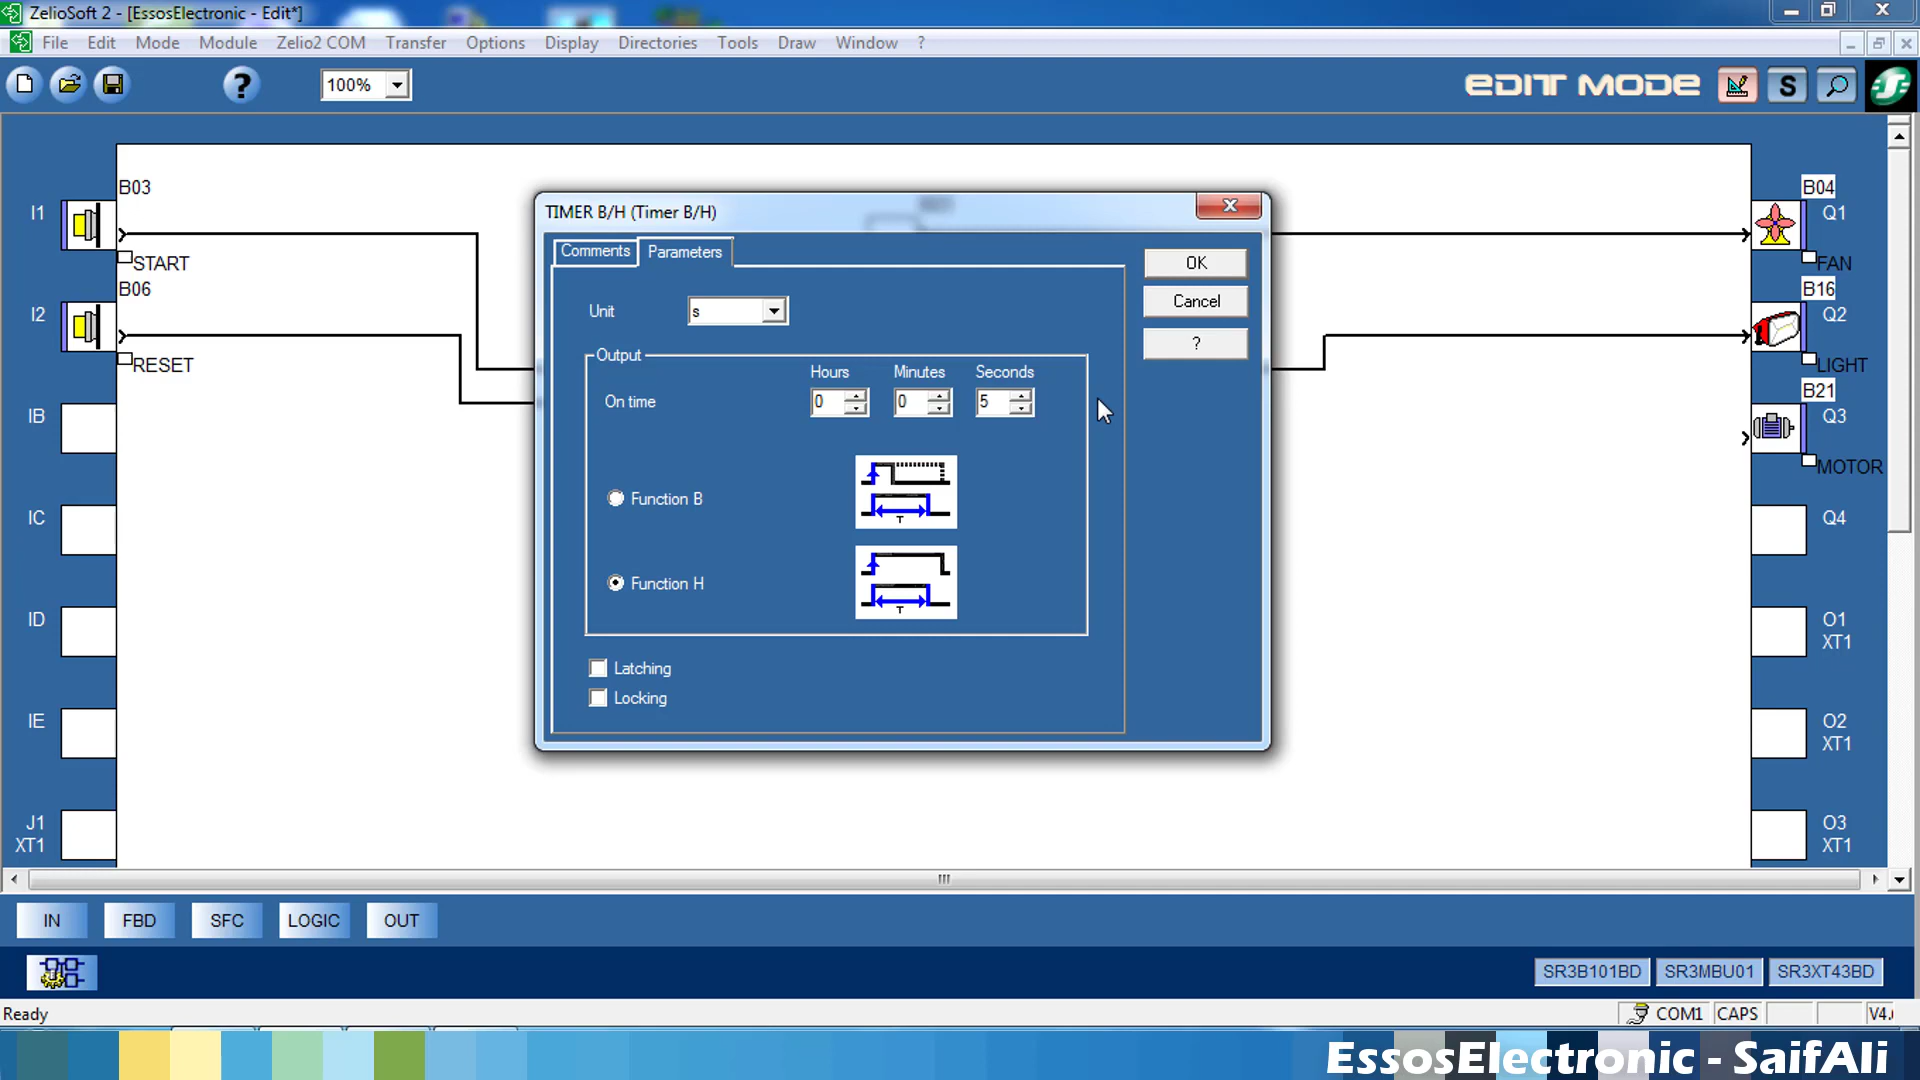 ZelioSoft 2 - [EssosElectronic - Edit*]
File Edit Mode Module Zelio2 COM Transfer Options Display Directories Tools Draw Window ?
? 100% EDIT MODE S
B03
I1
START
B06
I2
RESET
IB
IC
ID
IE
J1
XT1
TIMER B/H (Timer B/H)
Comments Parameters
OK
Cancel
?
Unit s
Output
Hours Minutes Seconds
On time 0 0 5
Function B
T
Function H
T
Latching
Locking
B04
Q1
FAN
B16
Q2
LIGHT
B21
Q3
MOTOR
Q4
O1
XT1
O2
XT1
O3
XT1
IN FBD SFC LOGIC OUT
SR3B101BD SR3MBU01 SR3XT43BD
Ready COM1 CAPS
EssosElectronic - SaifAli